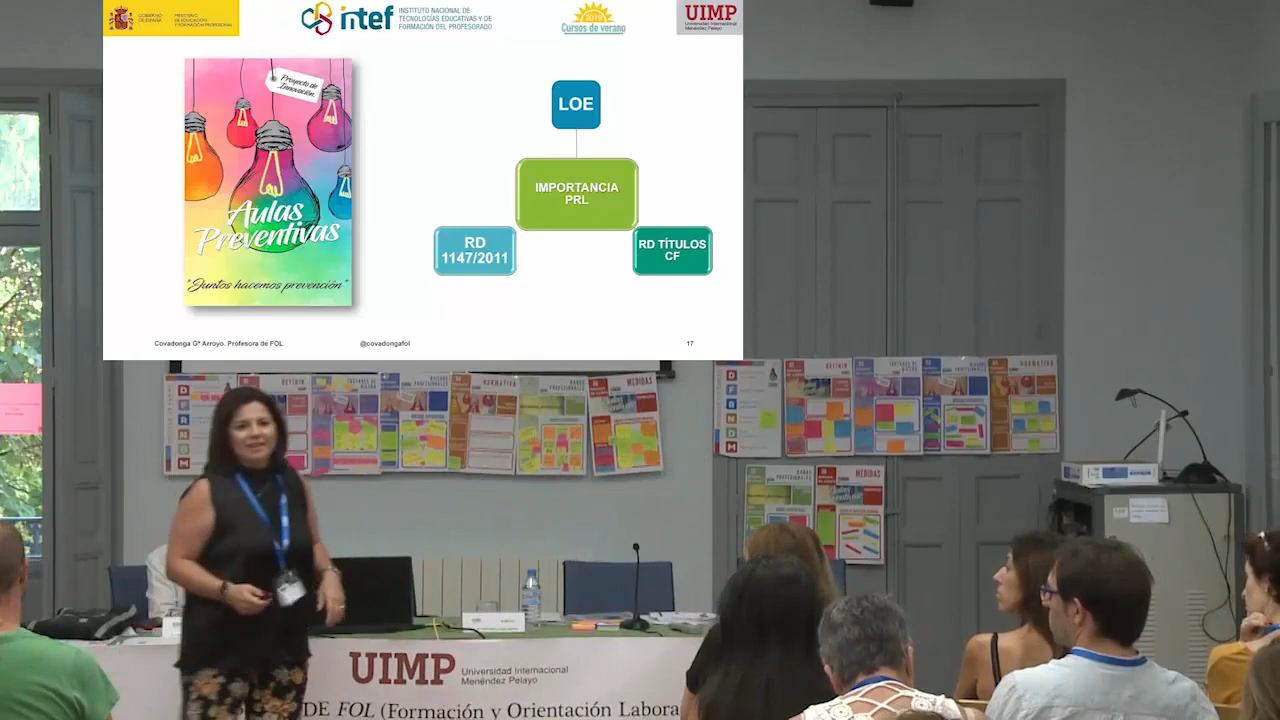 GOBIERNO
DE ESPAÑA
MINISTERIO
DE EDUCACIÓN
Y FORMACIÓN PROFESIONAL
intef
INSTITUTO NACIONAL DE
TECNOLOGÍAS EDUCATIVAS Y DE
FORMACIÓN DEL PROFESORADO
2019
Cursos de verano
UIMP
Universidad Internacional
Menéndez Pelayo
Proyecto de
Innovación.
Aulas
Preventivas
"Juntos hacemos prevención"
LOE
IMPORTANCIA
PRL
RD
1147/2011
RD TÍTULOS
CF
Covadonga Gª Arroyo. Profesora de FOL
@covadongafol
17
DEFINIR
NORMATIVA
MEDIDAS
DEFINIR
MEDIDAS
UIMP
Universidad Internacional
Menéndez Pelayo
DE FOL (Formación y Orientación Labora